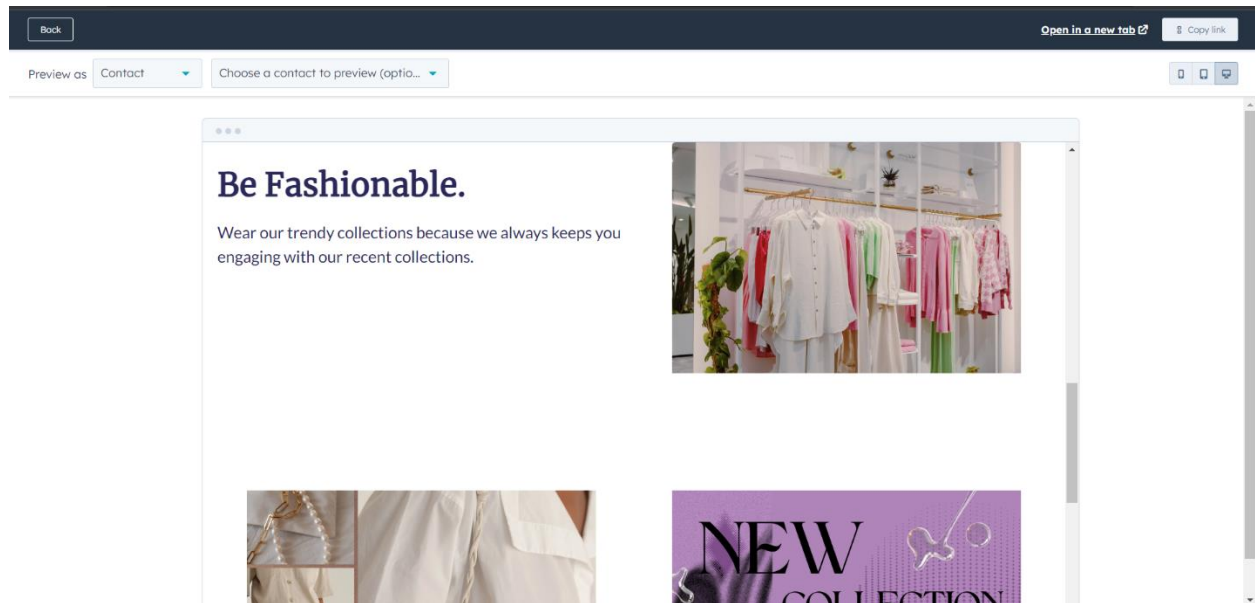 Back
Open in a new tab
Copy link
Preview as
Contact
Choose a contact to preview (optio...
Be Fashionable.
Wear our trendy collections because we always keeps you
engaging with our recent collections.
NEW
COLLECTION